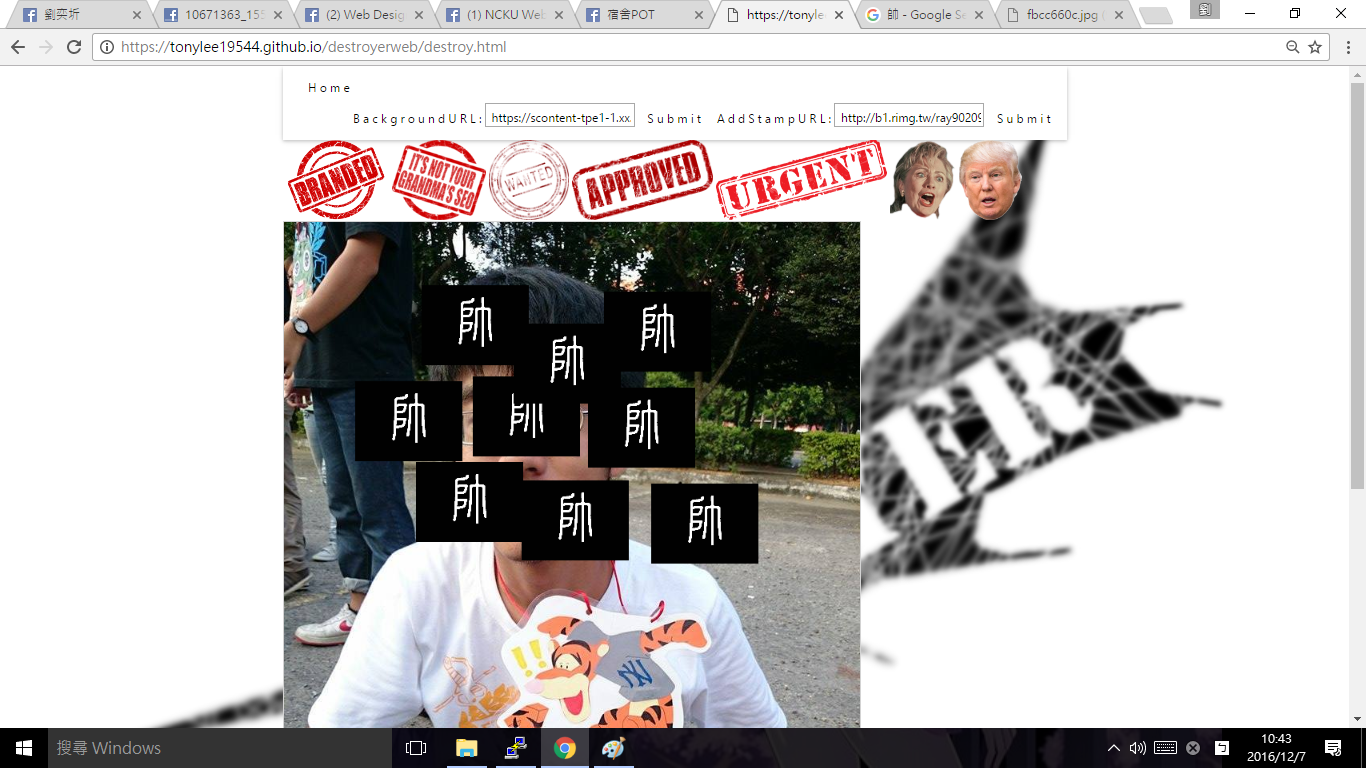 劉奕圻
10671363_155
(2) Web Desig
(1) NCKU Web
宿舍POT
https://tonylee
帥 - Google Se
fbcc660c.jpg (
https://tonylee19544.github.io/destroyerweb/destroy.html
Home
BackgroundURL: https://scontent-tpe1-1.xx Submit AddStampURL: http://b1.rimg.tw/ray9020 Submit
BRANDED
IT'S NOT YOUR
GRANDMA'S SEO
WANTED
APPROVED
URGENT
ER
帥
帥
帥
帥
帥
帥
帥
帥
帥
!!
NY
搜尋 Windows
10:43
2016/12/7